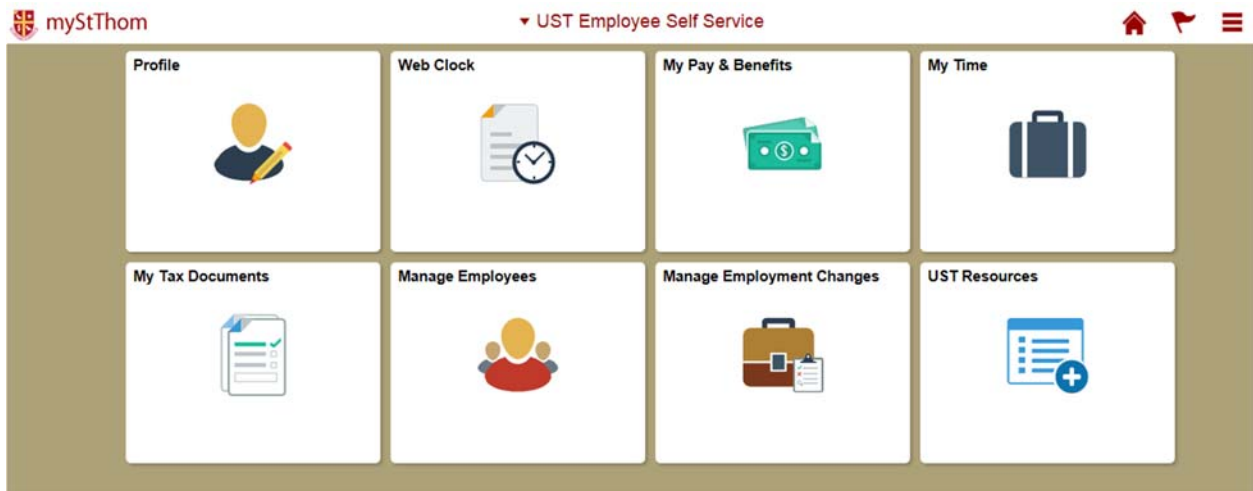 myStThom
UST Employee Self Service
Profile
Web Clock
My Pay & Benefits
My Time
My Tax Documents
Manage Employees
Manage Employment Changes
UST Resources